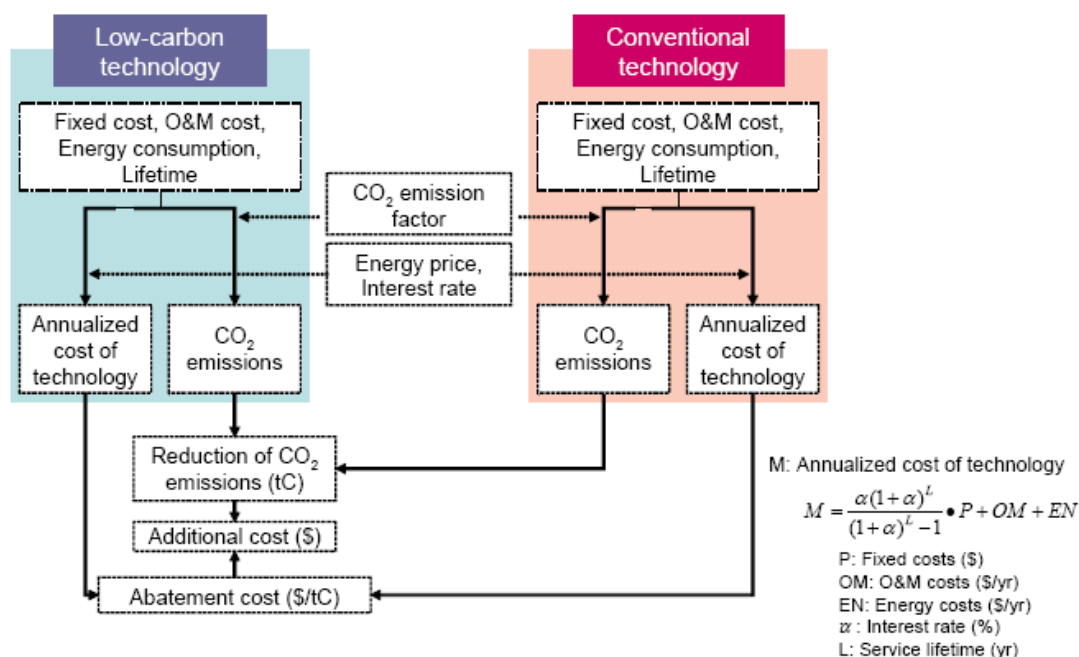 Low-carbon
technology
Conventional
technology
Fixed cost, O&M cost,
Energy consumption,
Lifetime
Fixed cost, O&M cost,
Energy consumption,
Lifetime
CO₂ emission
factor
Energy price,
Interest rate
Annualized
cost of
technology
CO₂
emissions
CO₂
emissions
Annualized
cost of
technology
Reduction of CO₂
emissions (tC)
Additional cost ($)
Abatement cost ($/tC)
M: Annualized cost of technology
M = α(1+α)^L / ((1+α)^L −1) • P + OM + EN
P: Fixed costs ($)
OM: O&M costs ($/yr)
EN: Energy costs ($/yr)
α : Interest rate (%)
L: Service lifetime (yr)